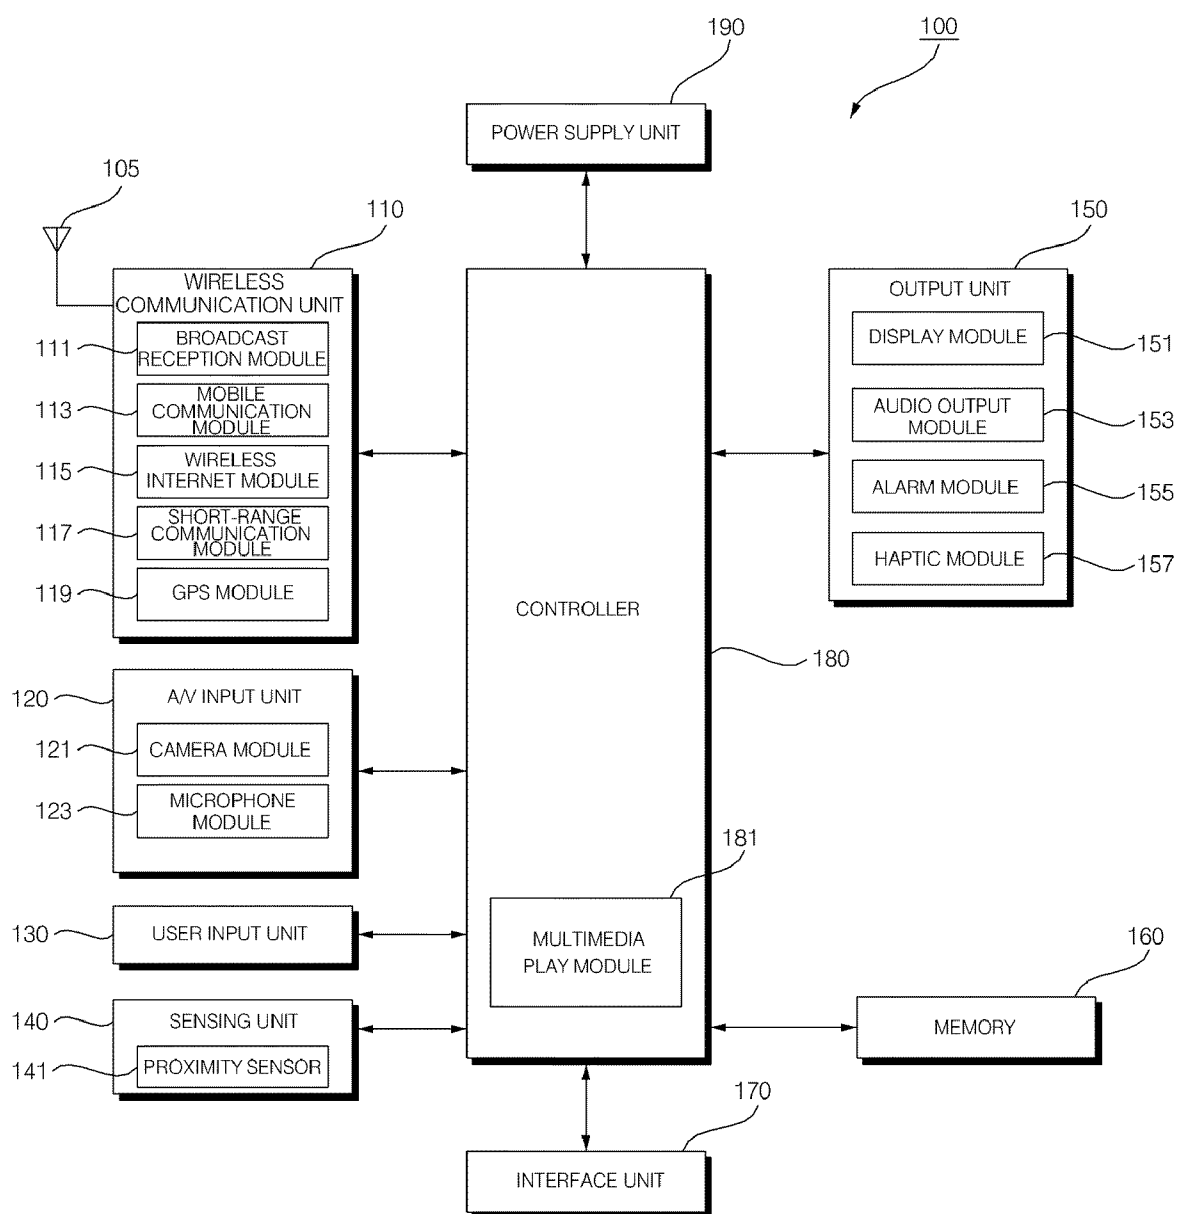 190
100
POWER SUPPLY UNIT
105
110
150
WIRELESS
COMMUNICATION UNIT
111
BROADCAST
RECEPTION MODULE
113
MOBILE
COMMUNICATION
MODULE
115
WIRELESS
INTERNET MODULE
117
SHORT-RANGE
COMMUNICATION
MODULE
119
GPS MODULE
OUTPUT UNIT
DISPLAY MODULE
151
AUDIO OUTPUT
MODULE
153
ALARM MODULE
155
HAPTIC MODULE
157
CONTROLLER
180
120
A/V INPUT UNIT
121
CAMERA MODULE
123
MICROPHONE
MODULE
181
MULTIMEDIA
PLAY MODULE
130
USER INPUT UNIT
140
SENSING UNIT
141
PROXIMITY SENSOR
160
MEMORY
170
INTERFACE UNIT